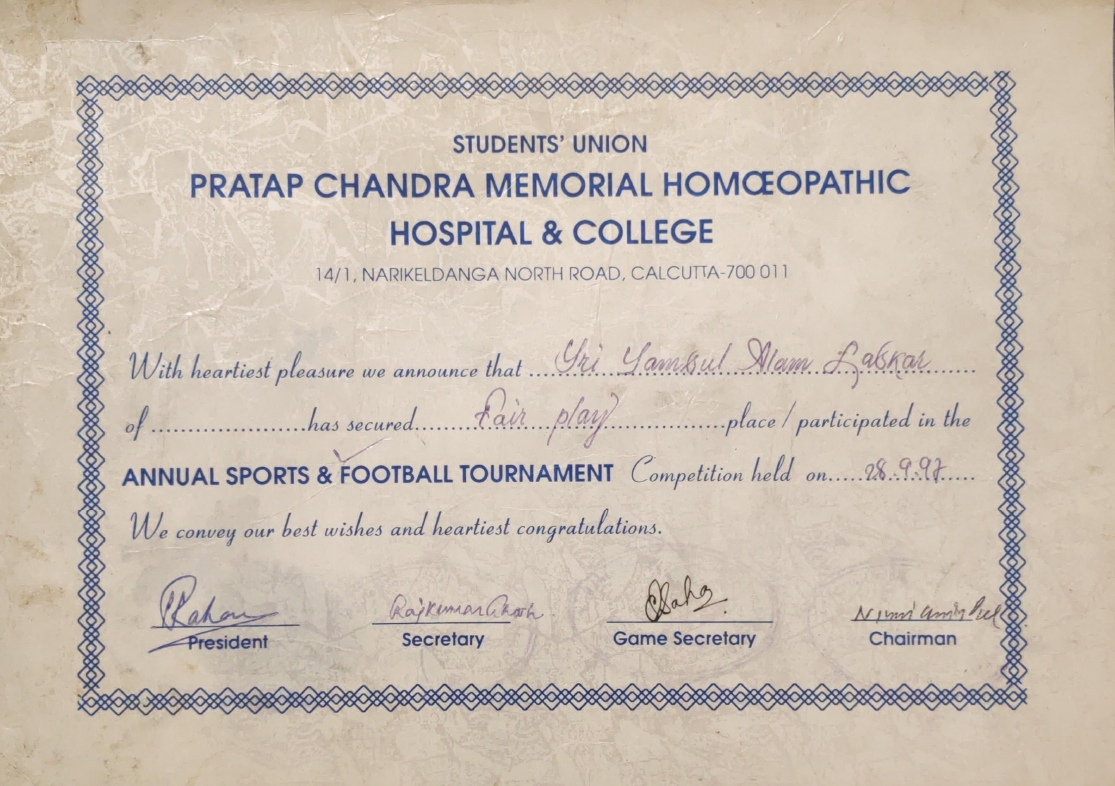 STUDENTS' UNION
PRATAP CHANDRA MEMORIAL HOMŒOPATHIC
HOSPITAL & COLLEGE
14/1, NARIKELDANGA NORTH ROAD, CALCUTTA-700 011
With heartiest pleasure we announce that Sri Samsul Alam Laskar
of ....................has secured........Fair play...............place / participated in the
ANNUAL SPORTS & FOOTBALL TOURNAMENT Competition held on.....28.9.97....
We convey our best wishes and heartiest congratulations.
Rajkumar CSaha
President Secretary Game Secretary Chairman